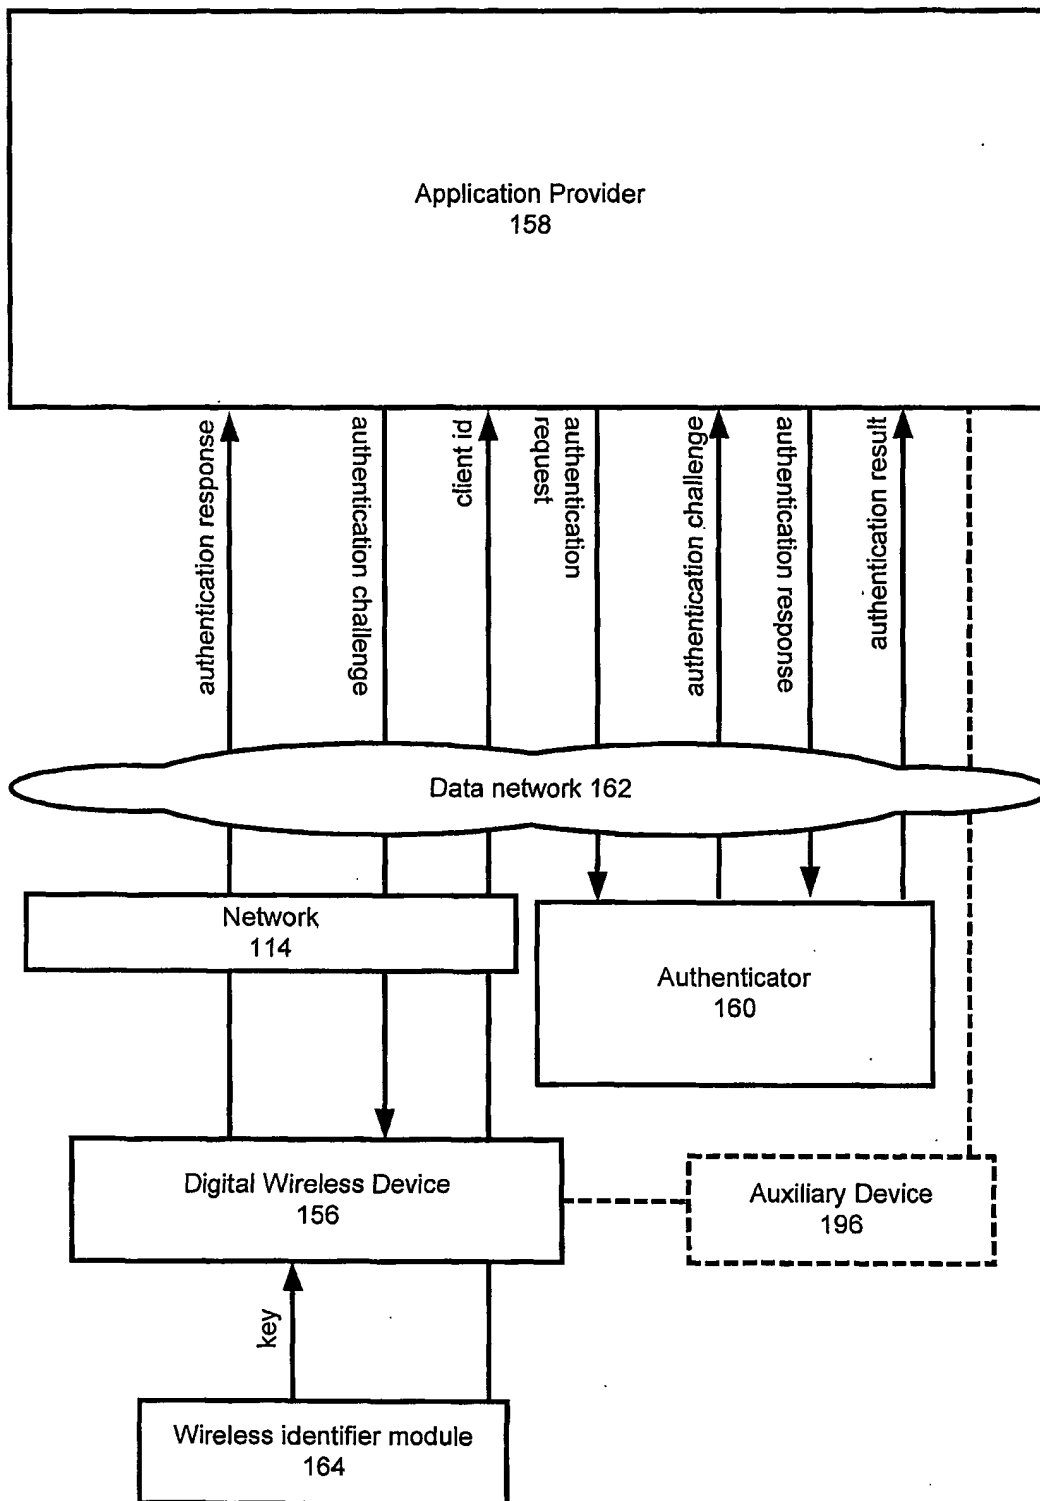 Application Provider
158
authentication response
authentication challenge
client id
authentication
request
authentication challenge
authentication response
authentication result
Data network 162
Network
114
Authenticator
160
Digital Wireless Device
156
Auxiliary Device
196
key
Wireless identifier module
164